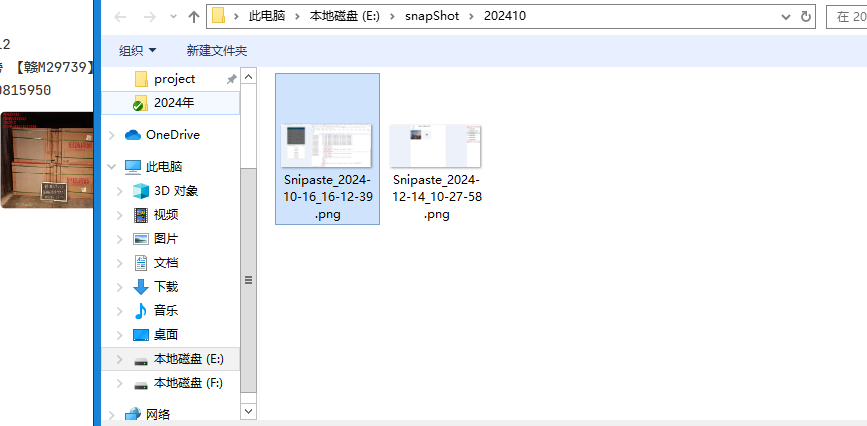 此电脑 > 本地磁盘 (E:) > snapShot > 202410
在 20
组织
新建文件夹
12
【赣M29739】
0815950
project
2024年
OneDrive
此电脑
3D 对象
视频
图片
文档
下载
音乐
桌面
本地磁盘 (E:)
本地磁盘 (F:)
网络
Snipaste_2024-
10-16_16-12-39
.png
Snipaste_2024-
12-14_10-27-58
.png